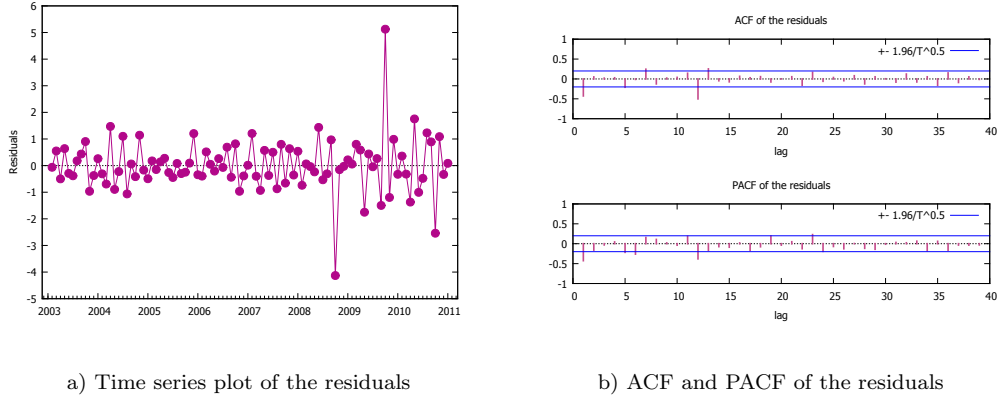 6
5
4
3
2
1
0
-1
-2
-3
-4
-5
Residuals
2003 2004 2005 2006 2007 2008 2009 2010 2011
a) Time series plot of the residuals
ACF of the residuals
+- 1.96/T^0.5
1
0.5
0
-0.5
-1
0 5 10 15 20 25 30 35 40
lag
PACF of the residuals
+- 1.96/T^0.5
1
0.5
0
-0.5
-1
0 5 10 15 20 25 30 35 40
lag
b) ACF and PACF of the residuals